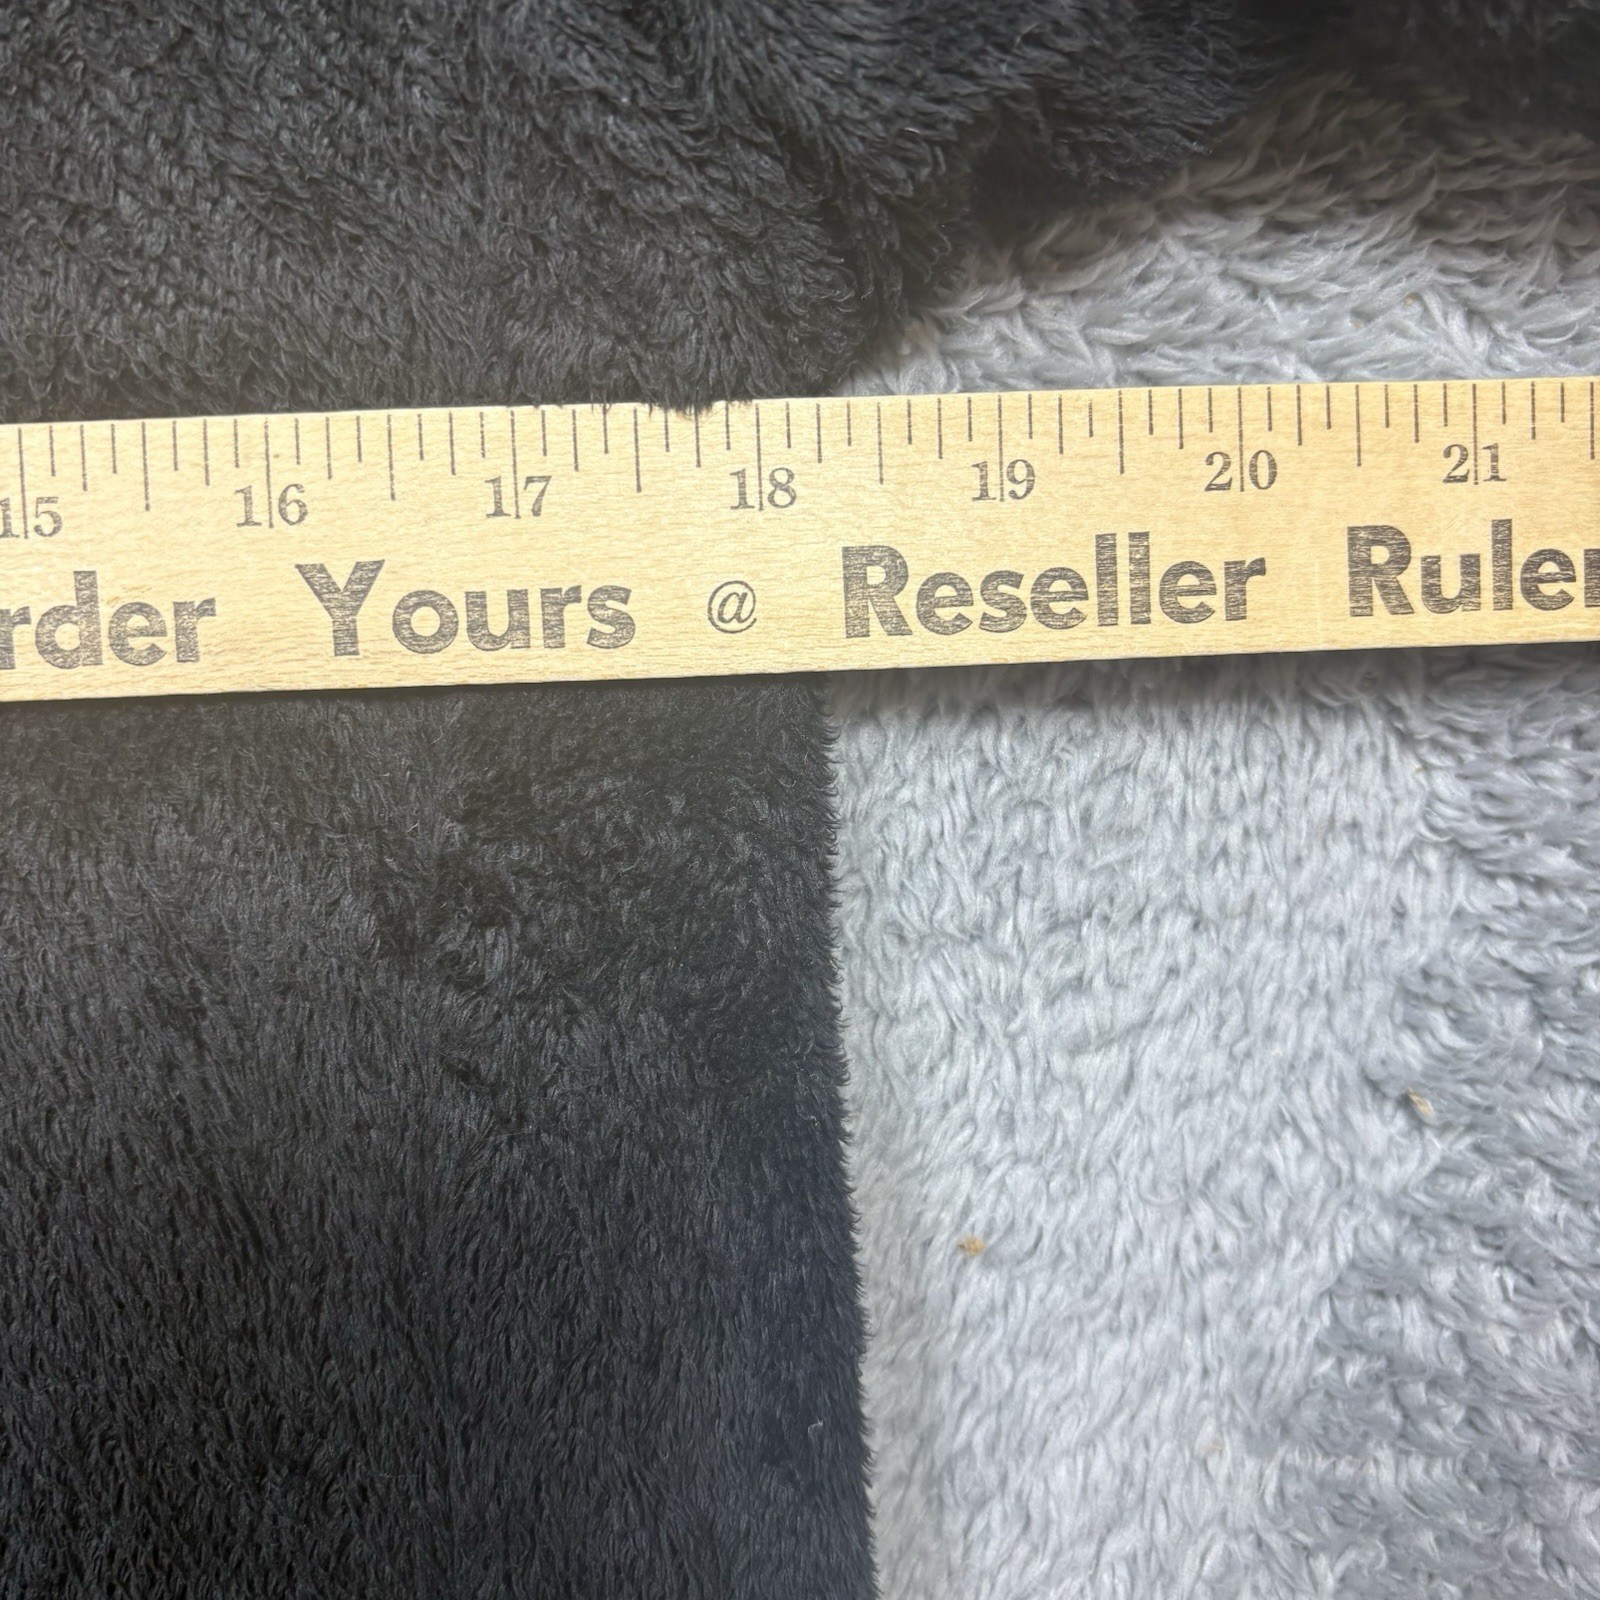 15 16 17 18 19 20 21
rder Yours @ Reseller Ruler